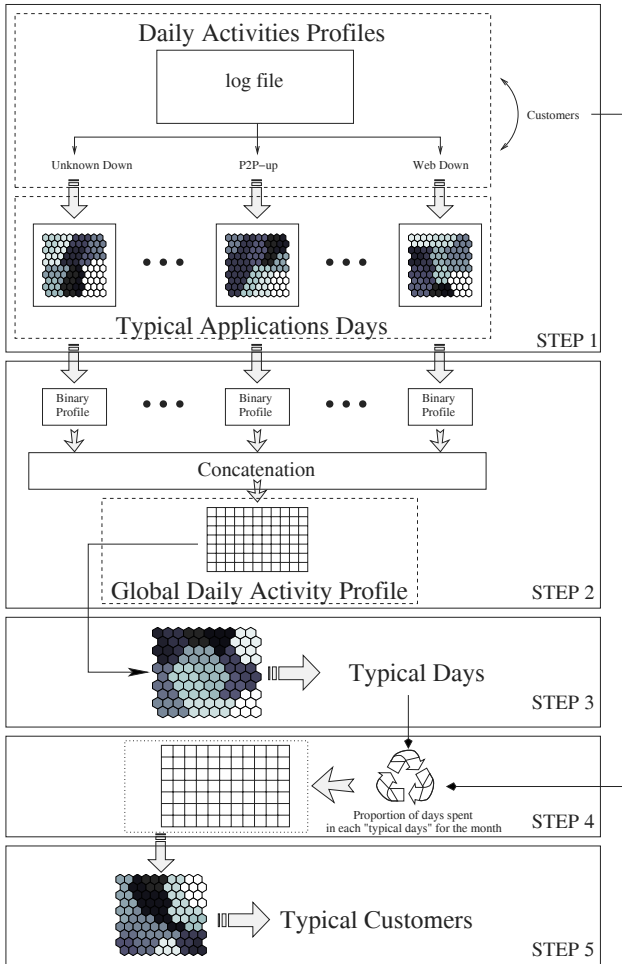 Daily Activities Profiles
log file
Customers
Unknown Down
P2P-up
Web Down
Typical Applications Days
STEP 1
Binary
Profile
Binary
Profile
Binary
Profile
Concatenation
Global Daily Activity Profile
STEP 2
Typical Days
STEP 3
Proportion of days spent
in each "typical days" for the month
STEP 4
Typical Customers
STEP 5